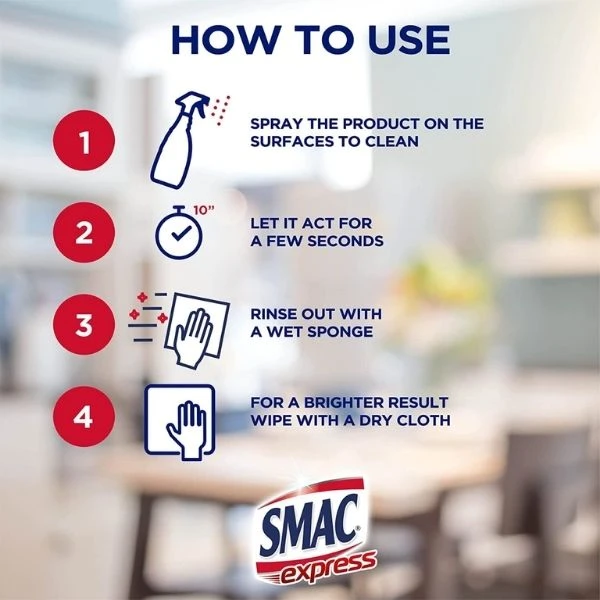 HOW TO USE
1
SPRAY THE PRODUCT ON THE
SURFACES TO CLEAN
2
10"
LET IT ACT FOR
A FEW SECONDS
3
RINSE OUT WITH
A WET SPONGE
4
FOR A BRIGHTER RESULT
WIPE WITH A DRY CLOTH
SMAC®
express